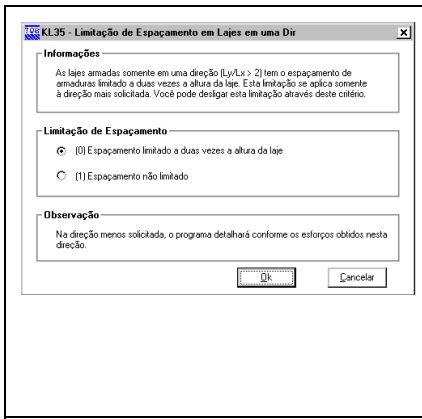 TQS KL35 - Limitação de Espaçamento em Lajes em uma Dir
Informações
As lajes armadas somente em uma direção (Ly/Lx > 2) tem o espaçamento de
armaduras limitado a duas vezes a altura da laje. Esta limitação se aplica somente
à direção mais solicitada. Você pode desligar esta limitação através deste critério.
Limitação de Espaçamento
(0) Espaçamento limitado a duas vezes a altura da laje
(1) Espaçamento não limitado
Observação
Na direção menos solicitada, o programa detalhará conforme os esforços obtidos nesta
direção.
Ok
Cancelar